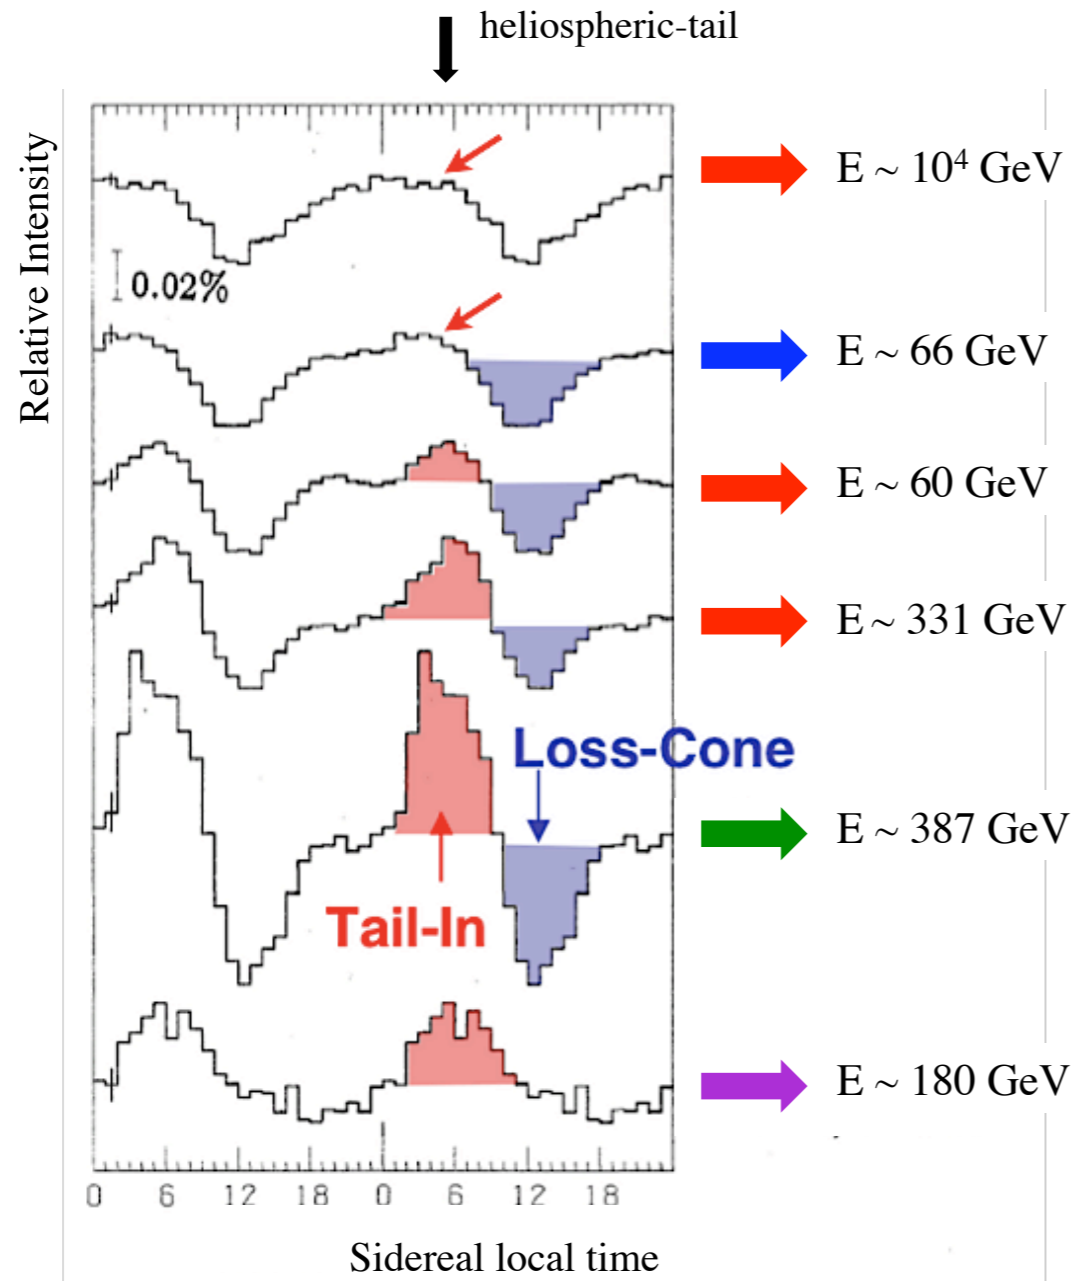 heliospheric-tail
Relative Intensity
E ~ 10⁴ GeV
0.02%
E ~ 66 GeV
E ~ 60 GeV
E ~ 331 GeV
Loss-Cone
E ~ 387 GeV
Tail-In
E ~ 180 GeV
0 6 12 18 0 6 12 18
Sidereal local time